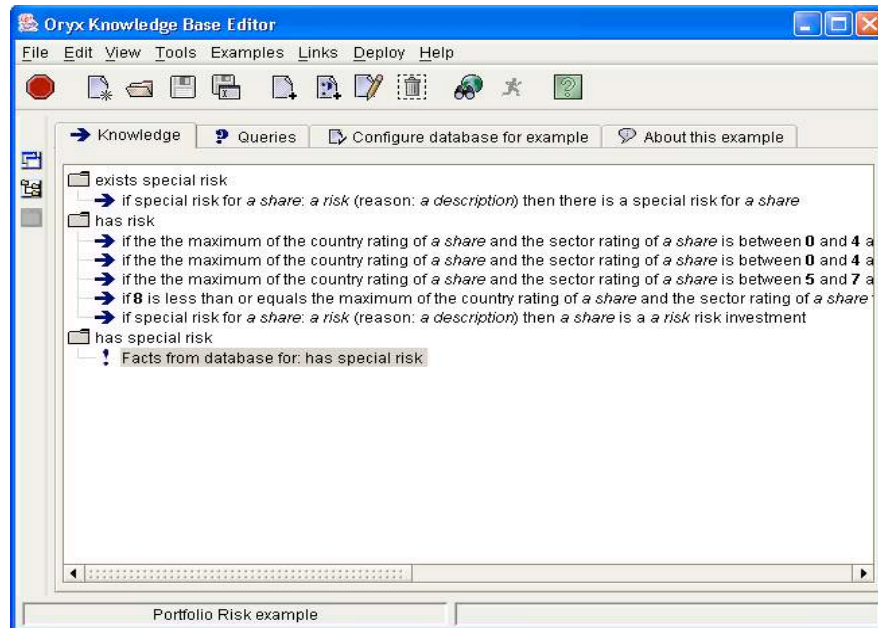 Oryx Knowledge Base Editor
File Edit View Tools Examples Links Deploy Help
Knowledge Queries Configure database for example About this example
exists special risk
if special risk for a share: a risk (reason: a description) then there is a special risk for a share
has risk
if the the maximum of the country rating of a share and the sector rating of a share is between 0 and 4 a
if the the maximum of the country rating of a share and the sector rating of a share is between 0 and 4 a
if the the maximum of the country rating of a share and the sector rating of a share is between 5 and 7 a
if 8 is less than or equals the maximum of the country rating of a share and the sector rating of a share
if special risk for a share: a risk (reason: a description) then a share is a a risk risk investment
has special risk
! Facts from database for: has special risk
Portfolio Risk example